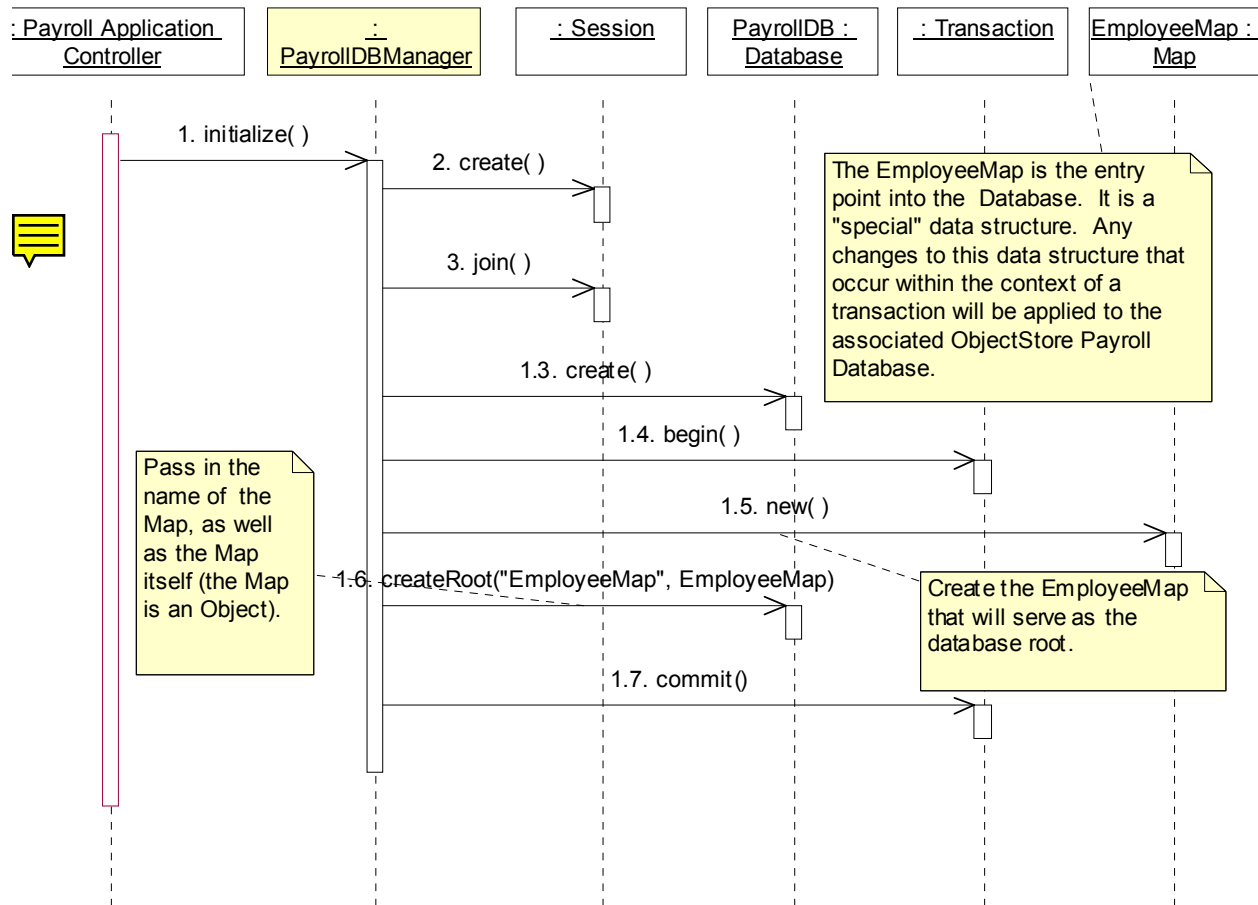 : Payroll Application
Controller
:
PayrollDBManager
: Session
PayrollDB :
Database
: Transaction
EmployeeMap :
Map
1. initialize( )
2. create( )
The EmployeeMap is the entry
point into the Database. It is a
"special" data structure. Any
changes to this data structure that
occur within the context of a
transaction will be applied to the
associated ObjectStore Payroll
Database.
3. join( )
1.3. create( )
1.4. begin( )
Pass in the
name of the
Map, as well
as the Map
itself (the Map
is an Object).
1.5. new( )
1.6. createRoot("EmployeeMap", EmployeeMap)
Create the EmployeeMap
that will serve as the
database root.
1.7. commit()